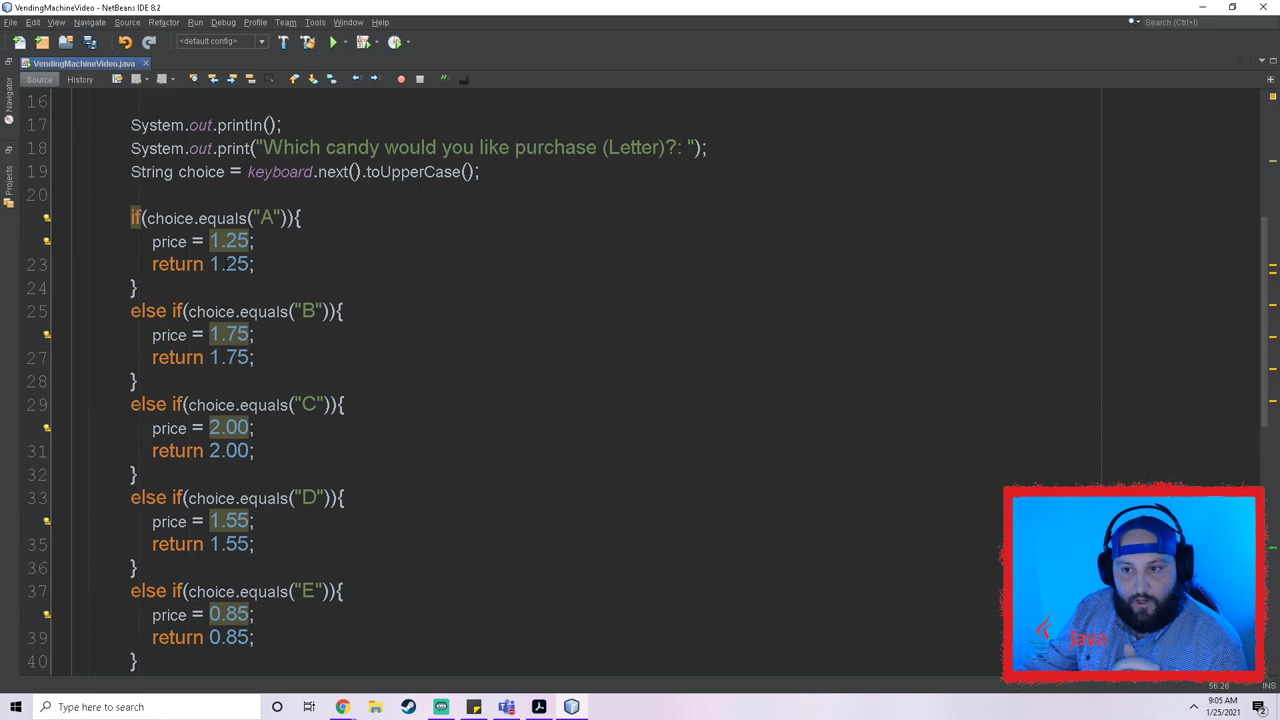 VendingMachineVideo - NetBeans IDE 8.2
File Edit View Navigate Source Refactor Run Debug Profile Team Tools Window Help
Search (Ctrl+I)
<default config>
VendingMachineVideo.java
Source History
Navigator
Projects
16
17 System.out.println();
18 System.out.print("Which candy would you like purchase (Letter)?: ");
19 String choice = keyboard.next().toUpperCase();
20
if(choice.equals("A")){
price = 1.25;
23 return 1.25;
24 }
25 else if(choice.equals("B")){
price = 1.75;
27 return 1.75;
28 }
29 else if(choice.equals("C")){
price = 2.00;
31 return 2.00;
32 }
33 else if(choice.equals("D")){
price = 1.55;
35 return 1.55;
36 }
37 else if(choice.equals("E")){
price = 0.85;
39 return 0.85;
40 }
Java
56:26 INS
Type here to search
9:05 AM
1/25/2021
2